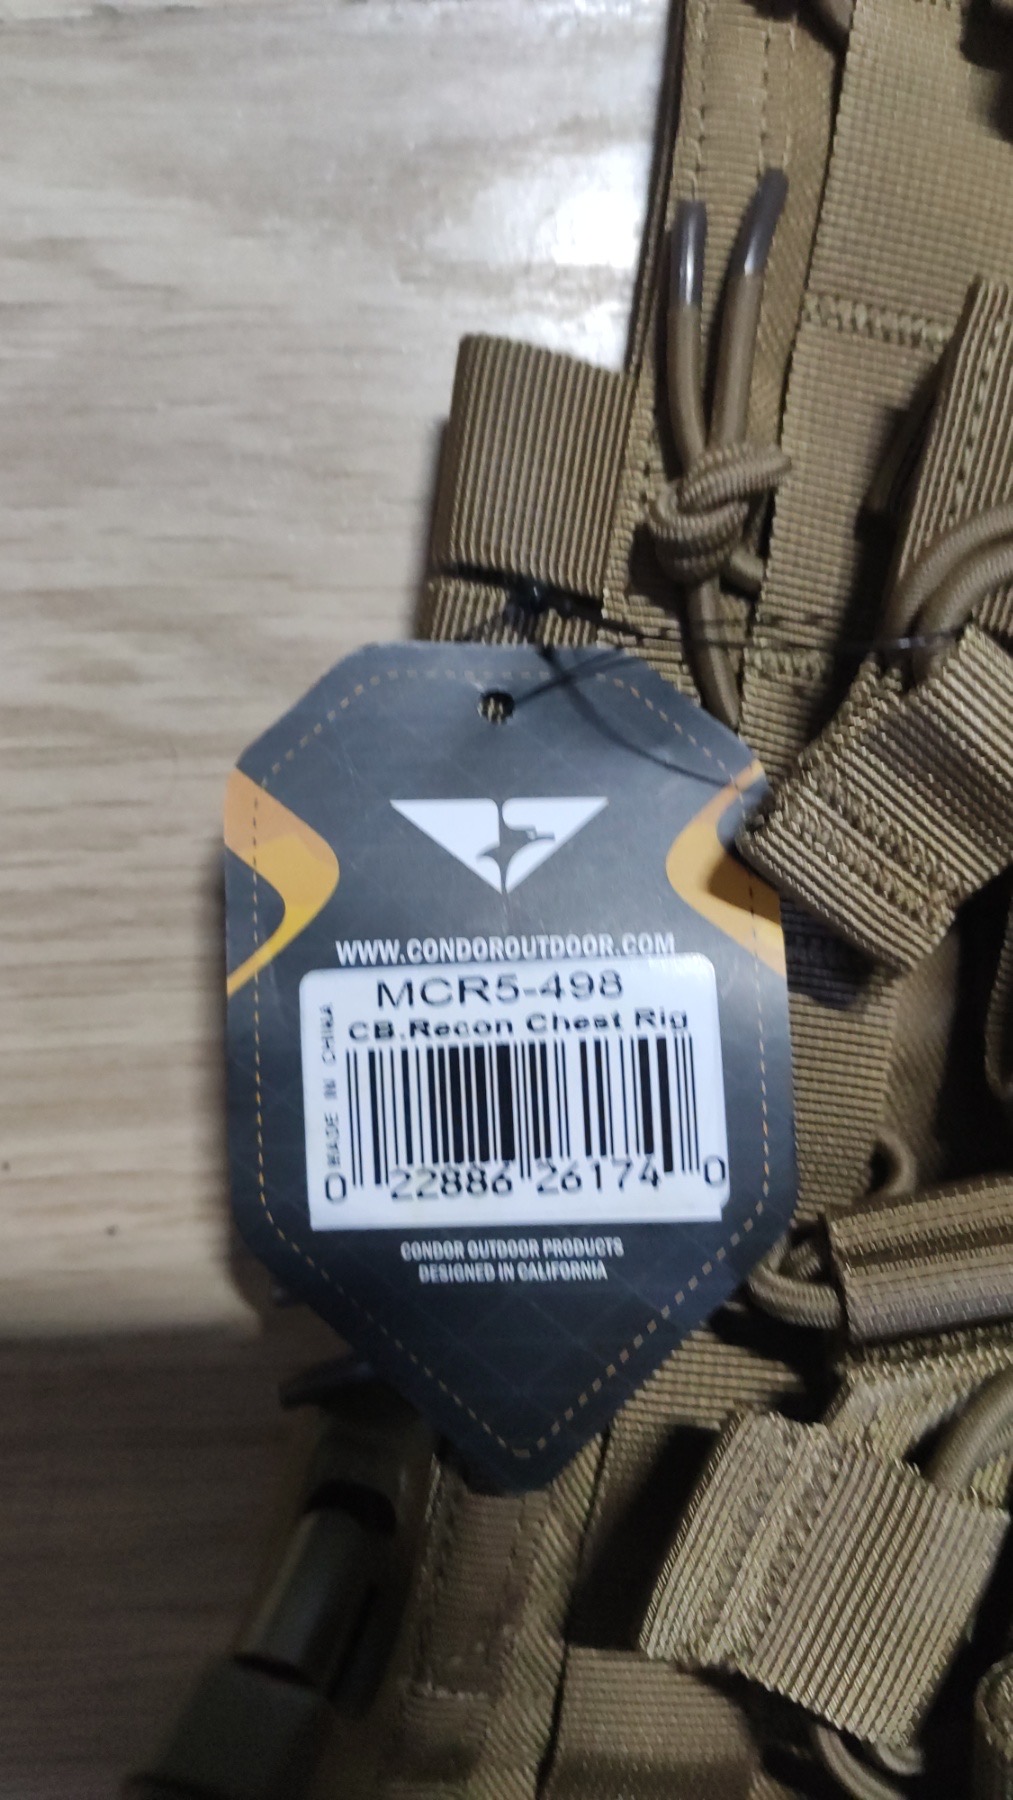 WWW.CONDOROUTDOOR.COM
MCR5-498
CB.Recon Chest Rig
MADE IN CHINA
0 22886 26174 0
CONDOR OUTDOOR PRODUCTS
DESIGNED IN CALIFORNIA